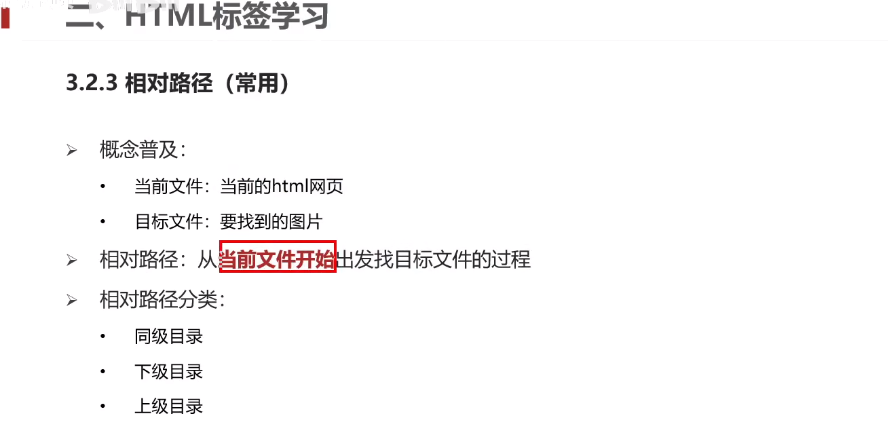 二、HTML标签学习
3.2.3 相对路径（常用）
➢ 概念普及：
• 当前文件：当前的html网页
• 目标文件：要找到的图片
➢ 相对路径：从当前文件开始出发找目标文件的过程
➢ 相对路径分类：
• 同级目录
• 下级目录
• 上级目录